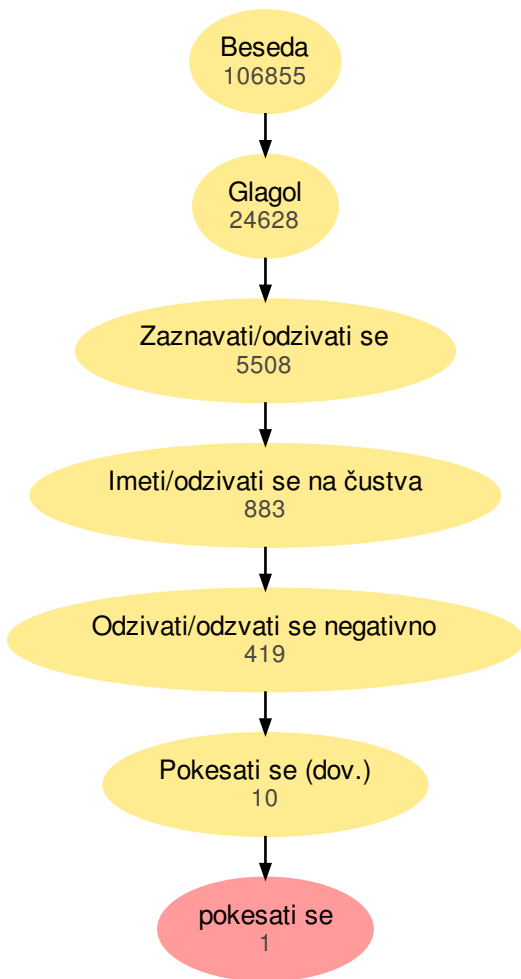 Beseda
106855
Glagol
24628
Zaznavati/odzivati se
5508
Imeti/odzivati se na čustva
883
Odzivati/odzvati se negativno
419
Pokesati se (dov.)
10
pokesati se
1